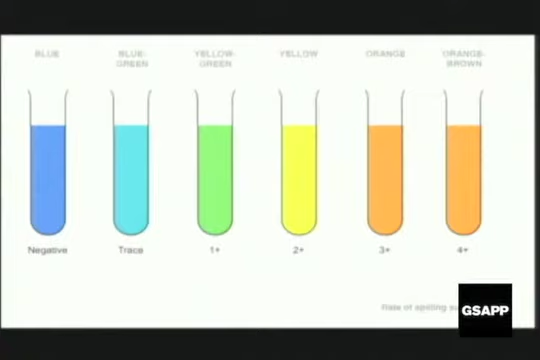 BLUE
BLUE-
GREEN
YELLOW-
GREEN
YELLOW
ORANGE
ORANGE-
BROWN
Negative
Trace
1+
2+
3+
4+
Rate of spilling
GSAPP